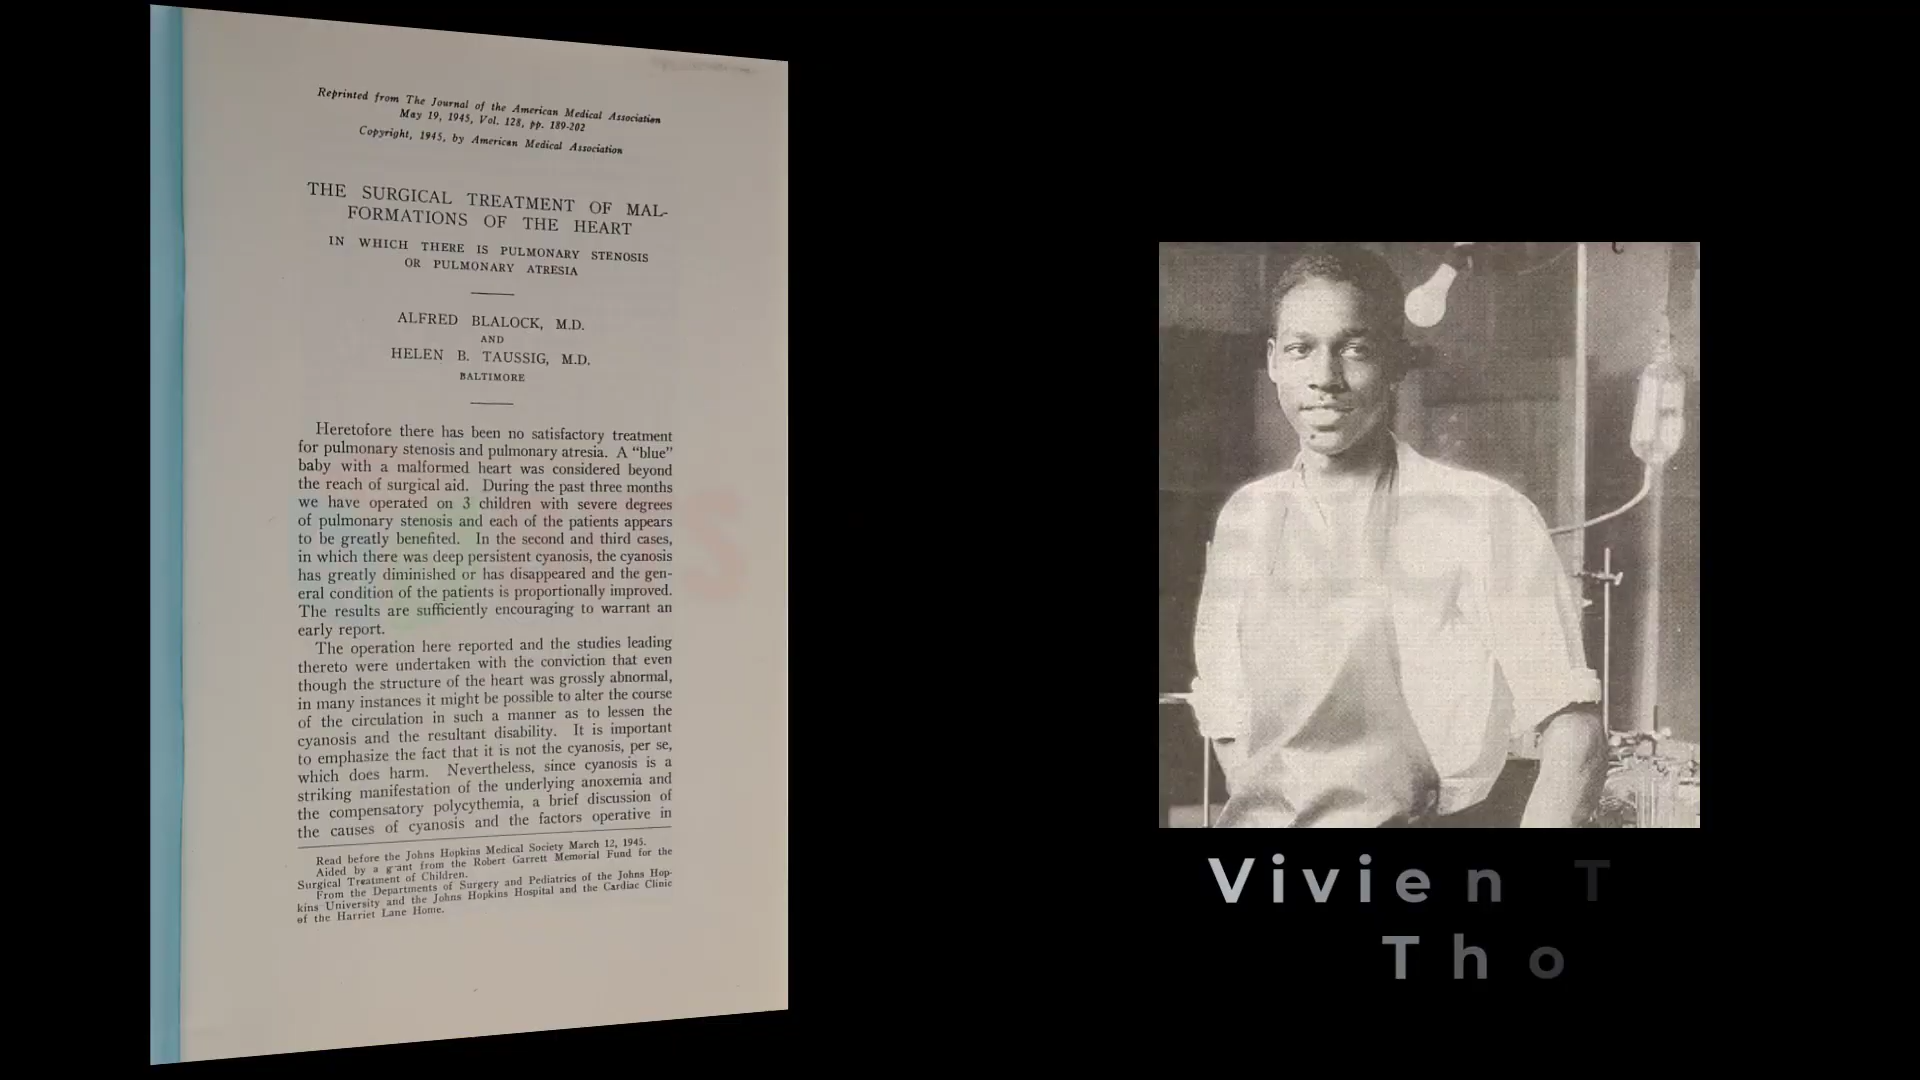 Reprinted from The Journal of the American Medical Association
May 19, 1945, Vol. 128, pp. 189-202
Copyright, 1945, by American Medical Association
THE SURGICAL TREATMENT OF MAL-
FORMATIONS OF THE HEART
IN WHICH THERE IS PULMONARY STENOSIS
OR PULMONARY ATRESIA
ALFRED BLALOCK, M.D.
AND
HELEN B. TAUSSIG, M.D.
BALTIMORE
Heretofore there has been no satisfactory treatment
for pulmonary stenosis and pulmonary atresia. A “blue”
baby with a malformed heart was considered beyond
the reach of surgical aid. During the past three months
we have operated on 3 children with severe degrees
of pulmonary stenosis and each of the patients appears
to be greatly benefited. In the second and third cases,
in which there was deep persistent cyanosis, the cyanosis
has greatly diminished or has disappeared and the gen-
eral condition of the patients is proportionally improved.
The results are sufficiently encouraging to warrant an
early report.
The operation here reported and the studies leading
thereto were undertaken with the conviction that even
though the structure of the heart was grossly abnormal,
in many instances it might be possible to alter the course
of the circulation in such a manner as to lessen the
cyanosis and the resultant disability. It is important
to emphasize the fact that it is not the cyanosis, per se,
which does harm. Nevertheless, since cyanosis is a
striking manifestation of the underlying anoxemia and
the compensatory polycythemia, a brief discussion of
the causes of cyanosis and the factors operative in
Read before the Johns Hopkins Medical Society March 12, 1945.
Aided by a grant from the Robert Garrett Memorial Fund for the
Surgical Treatment of Children.
From the Departments of Surgery and Pediatrics of the Johns Hop-
kins University and the Johns Hopkins Hospital and the Cardiac Clinic
of the Harriet Lane Home.
Vivien T
Tho